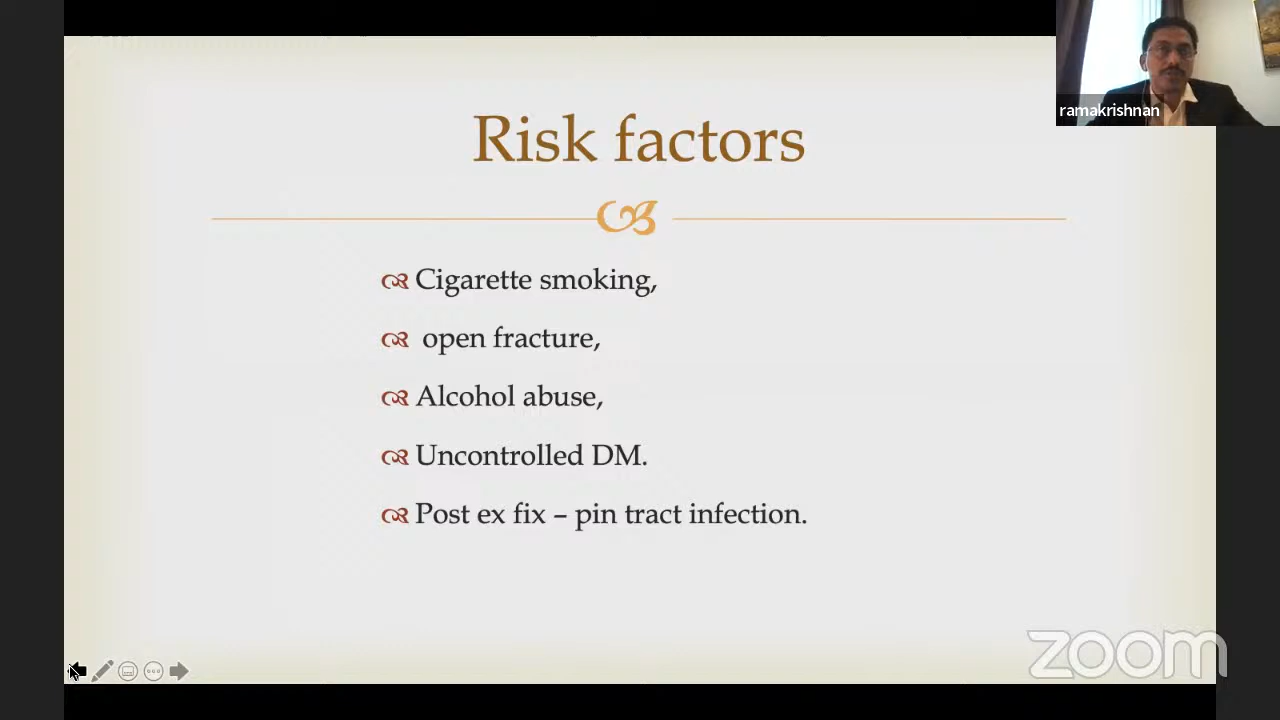 ramakrishnan
Risk factors
Cigarette smoking,
open fracture,
Alcohol abuse,
Uncontrolled DM.
Post ex fix – pin tract infection.
zoom